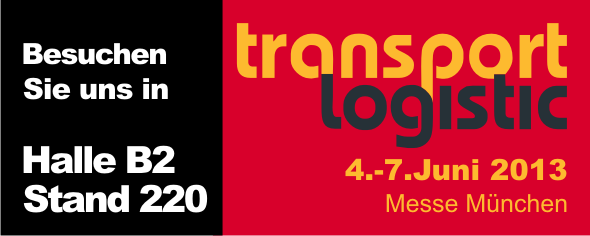 Besuchen
Sie uns in
Halle B2
Stand 220
transport
logistic
4.-7.Juni 2013
Messe München